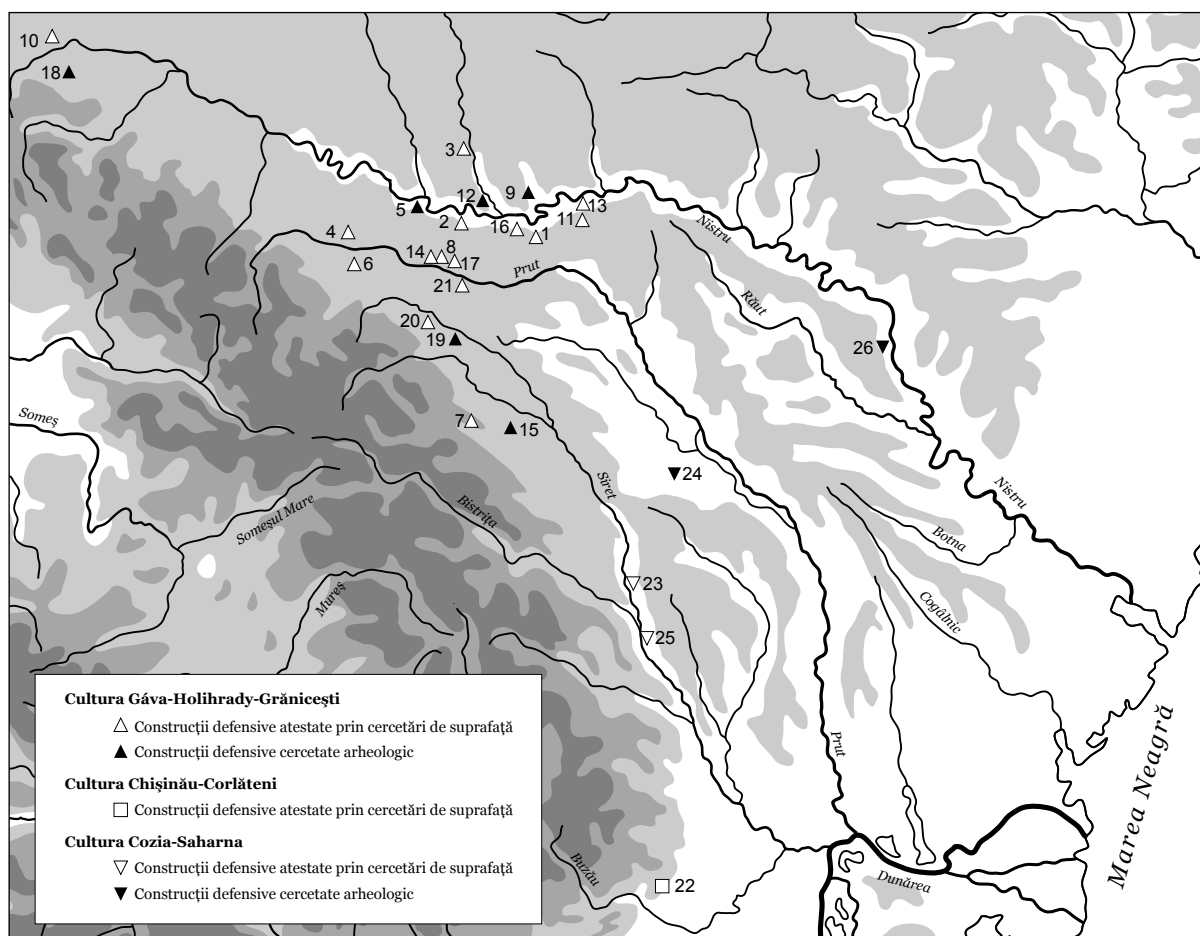 10
18
3
12
9
5
13
2
16
11
1
4
14
8
6
17
21
Nistru
Prut
20
19
Răut
26
Someș
7
15
24
Siret
Nistru
Someșul Mare
Bistrița
Botna
Mureș
23
Cogâlnic
25
Cultura Gáva-Holihrady-Grănicești
Construcții defensive atestate prin cercetări de suprafață
Construcții defensive cercetate arheologic
Cultura Chișinău-Corlăteni
Construcții defensive atestate prin cercetări de suprafață
Cultura Cozia-Saharna
Construcții defensive atestate prin cercetări de suprafață
Construcții defensive cercetate arheologic
Prut
Marea Neagră
Buzău
22
Dunărea